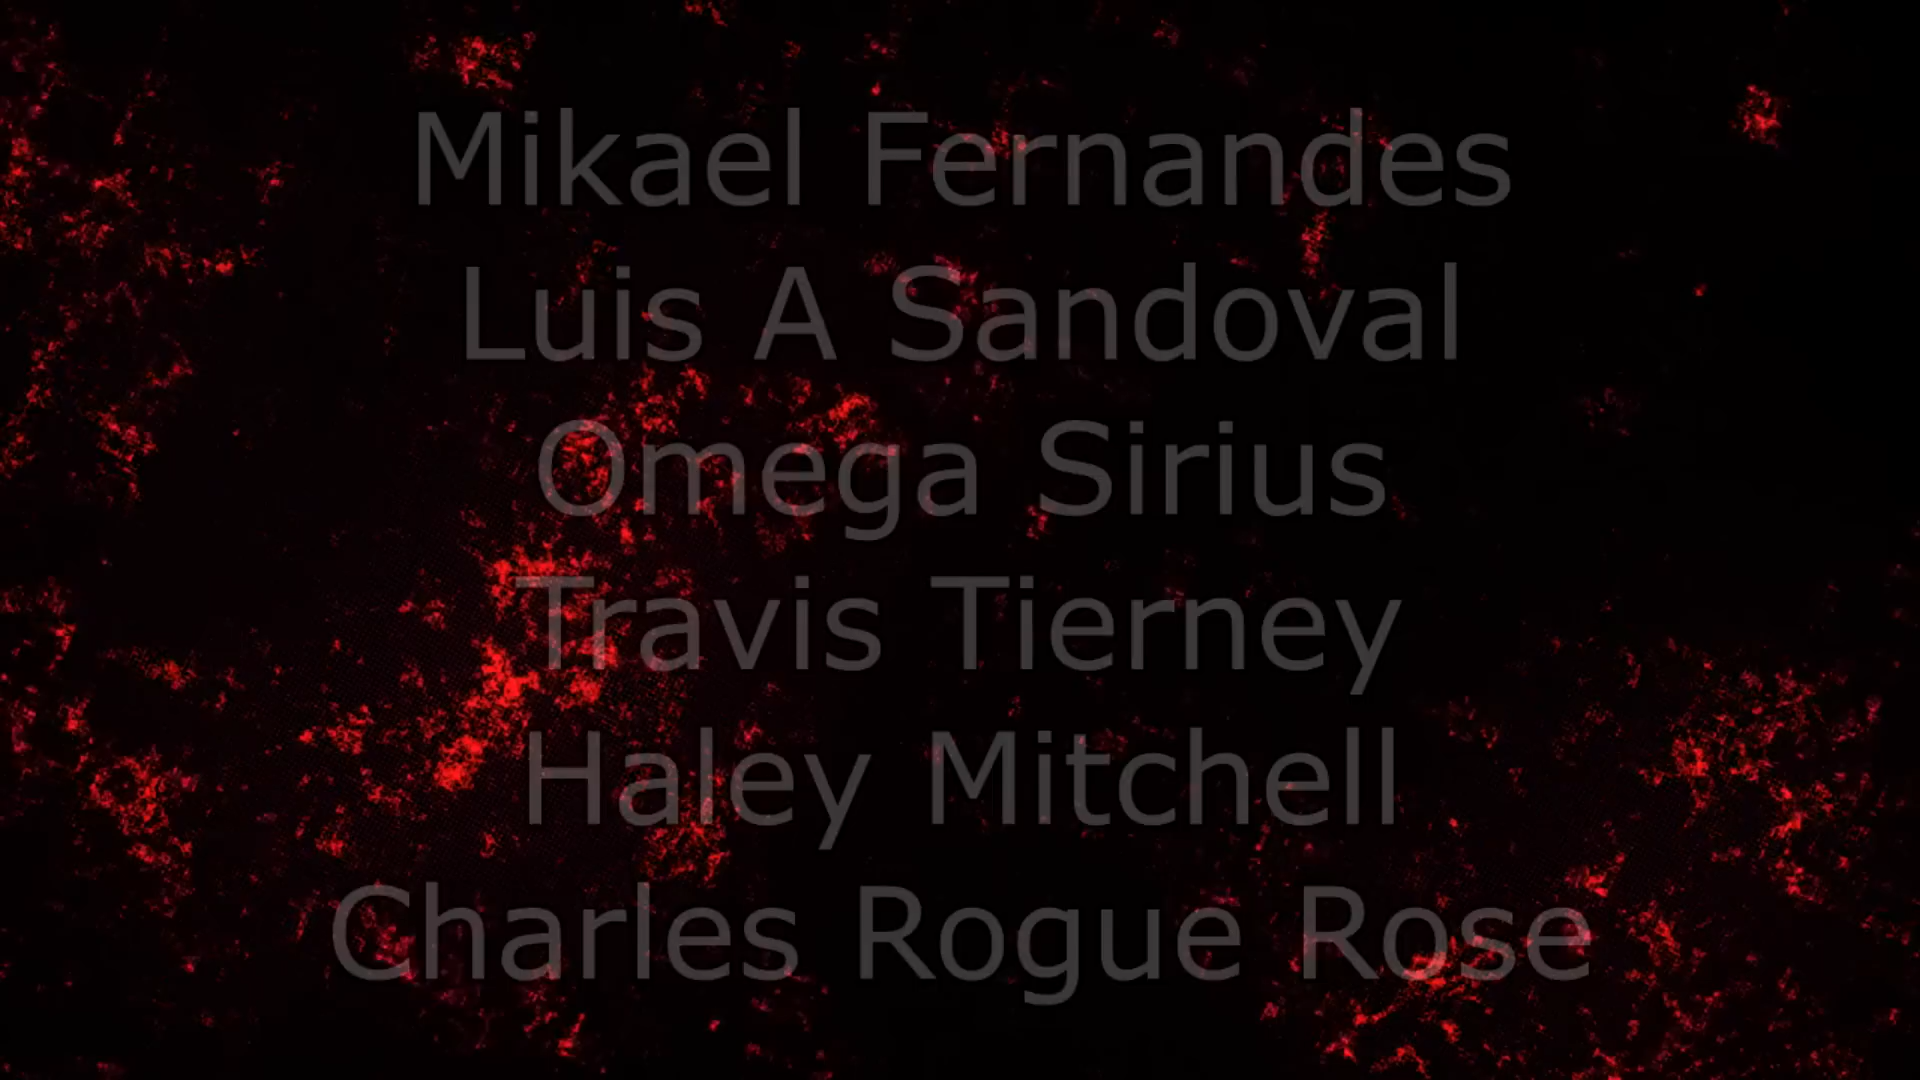 Mikael Fernandes
Luis A Sandoval
Omega Sirius
Travis Tierney
Haley Mitchell
Charles Rogue Rose